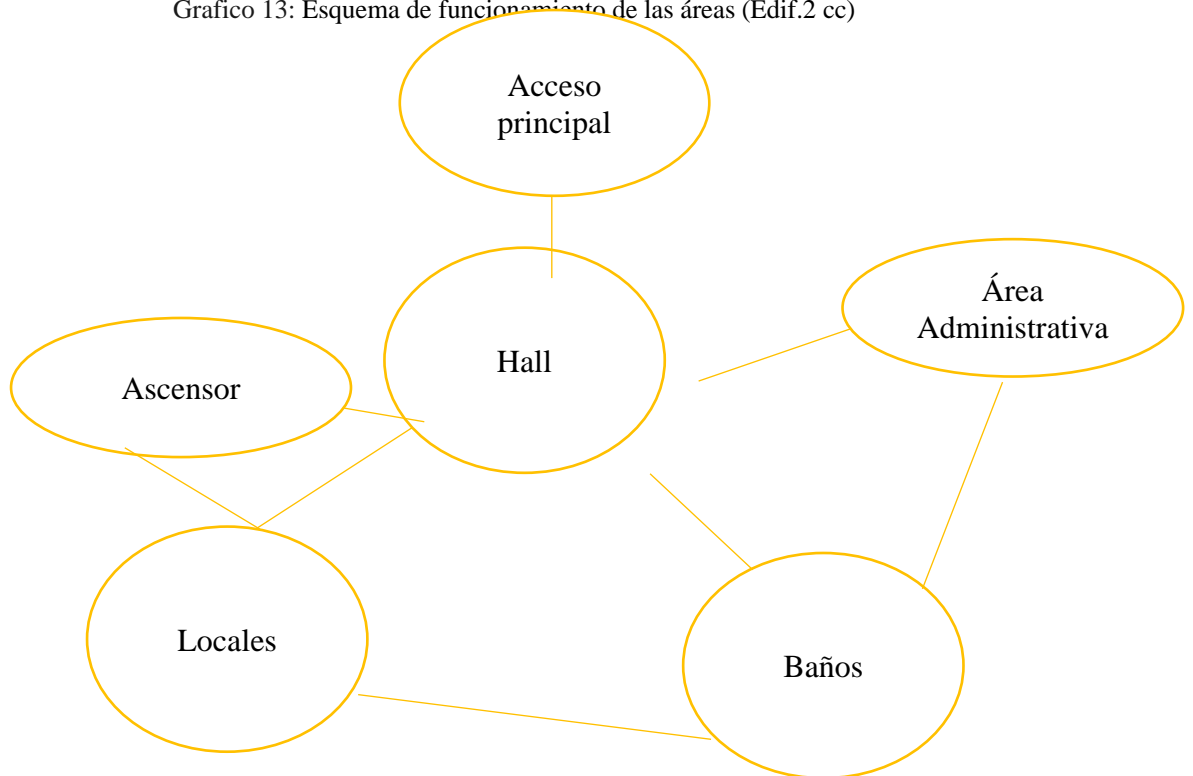 Grafico 13: Esquema de funcionamiento de las áreas (Edif.2 cc)
Acceso
principal
Área
Administrativa
Hall
Ascensor
Locales
Baños